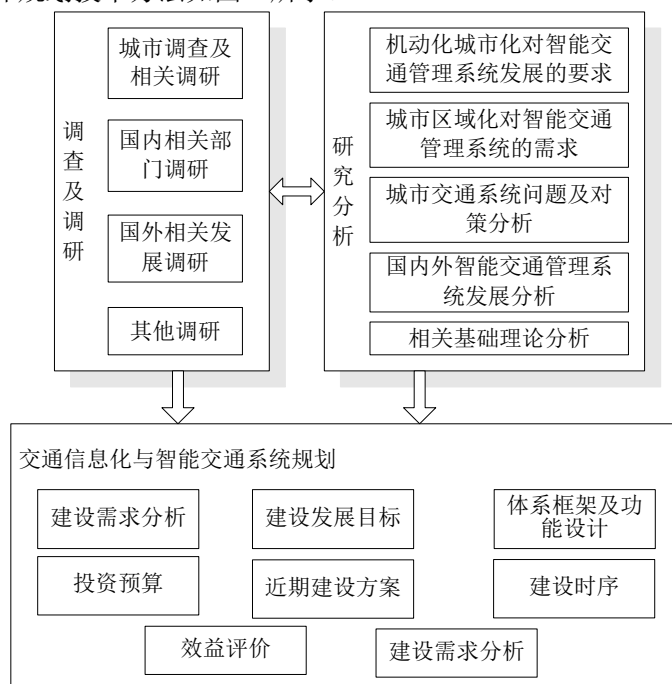 城市调查及
相关调研
国内相关部
门调研
国外相关发
展调研
其他调研
调
查
及
调
研
研
究
分
析
机动化城市化对智能交
通管理系统发展的要求
城市区域化对智能交通
管理系统的需求
城市交通系统问题及对
策分析
国内外智能交通管理系
统发展分析
相关基础理论分析
交通信息化与智能交通系统规划
建设需求分析
建设发展目标
体系框架及功
能设计
投资预算
近期建设方案
建设时序
效益评价
建设需求分析